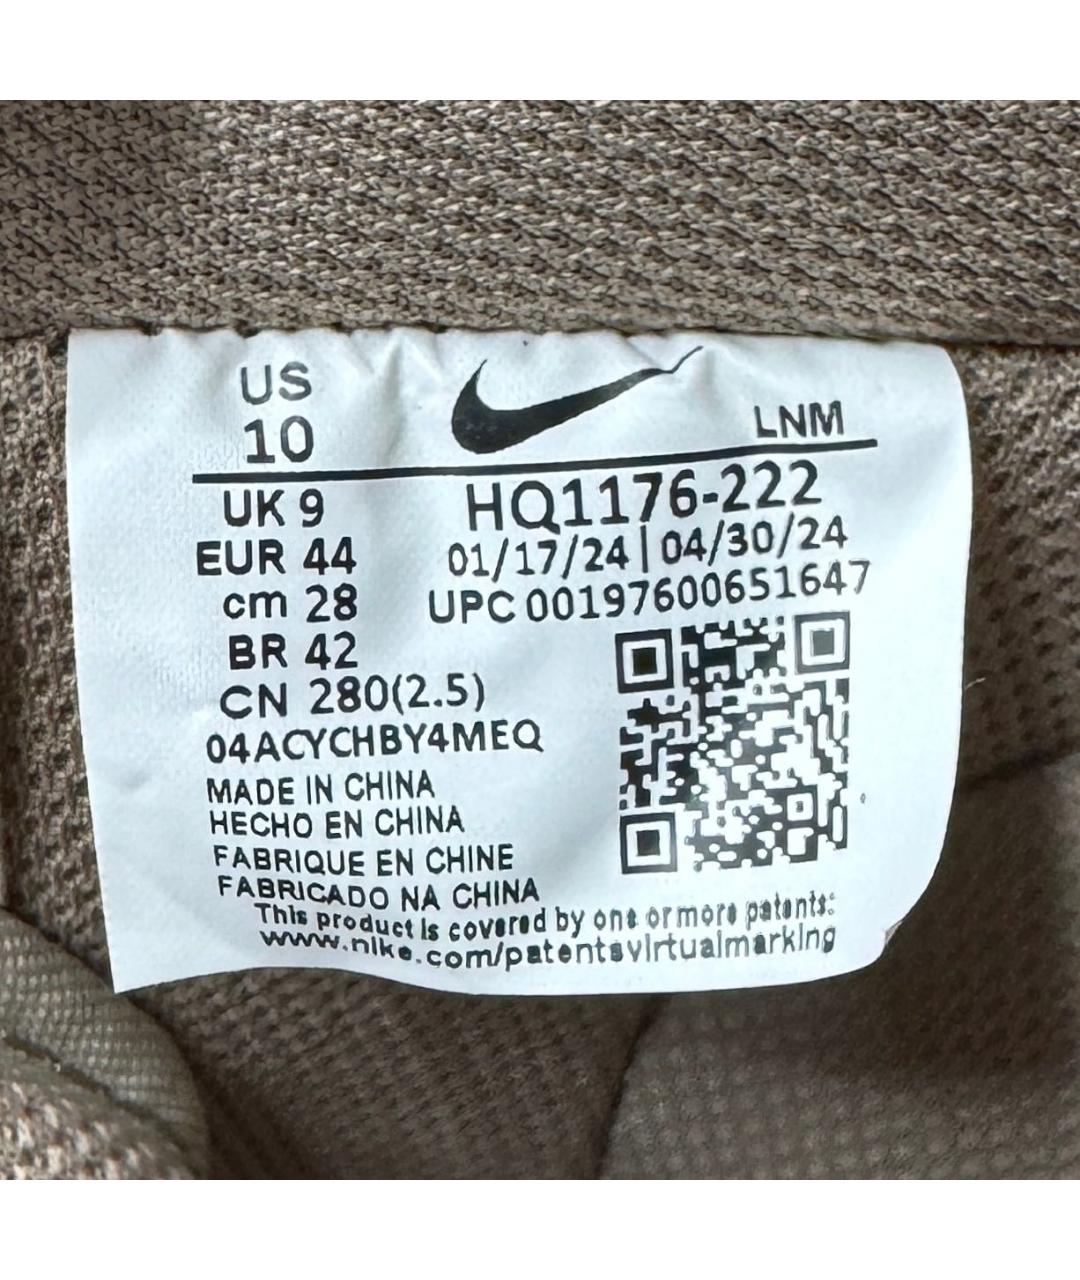 US
10
LNM
UK 9
EUR 44
cm 28
BR 42
CN 280(2.5)
04ACYCHBY4MEQ
HQ1176-222
01/17/24 | 04/30/24
UPC 00197600651647
MADE IN CHINA
HECHO EN CHINA
FABRIQUE EN CHINE
FABRICADO NA CHINA
This product is covered by one or more patents:
www.nike.com/patentsvirtualmarking